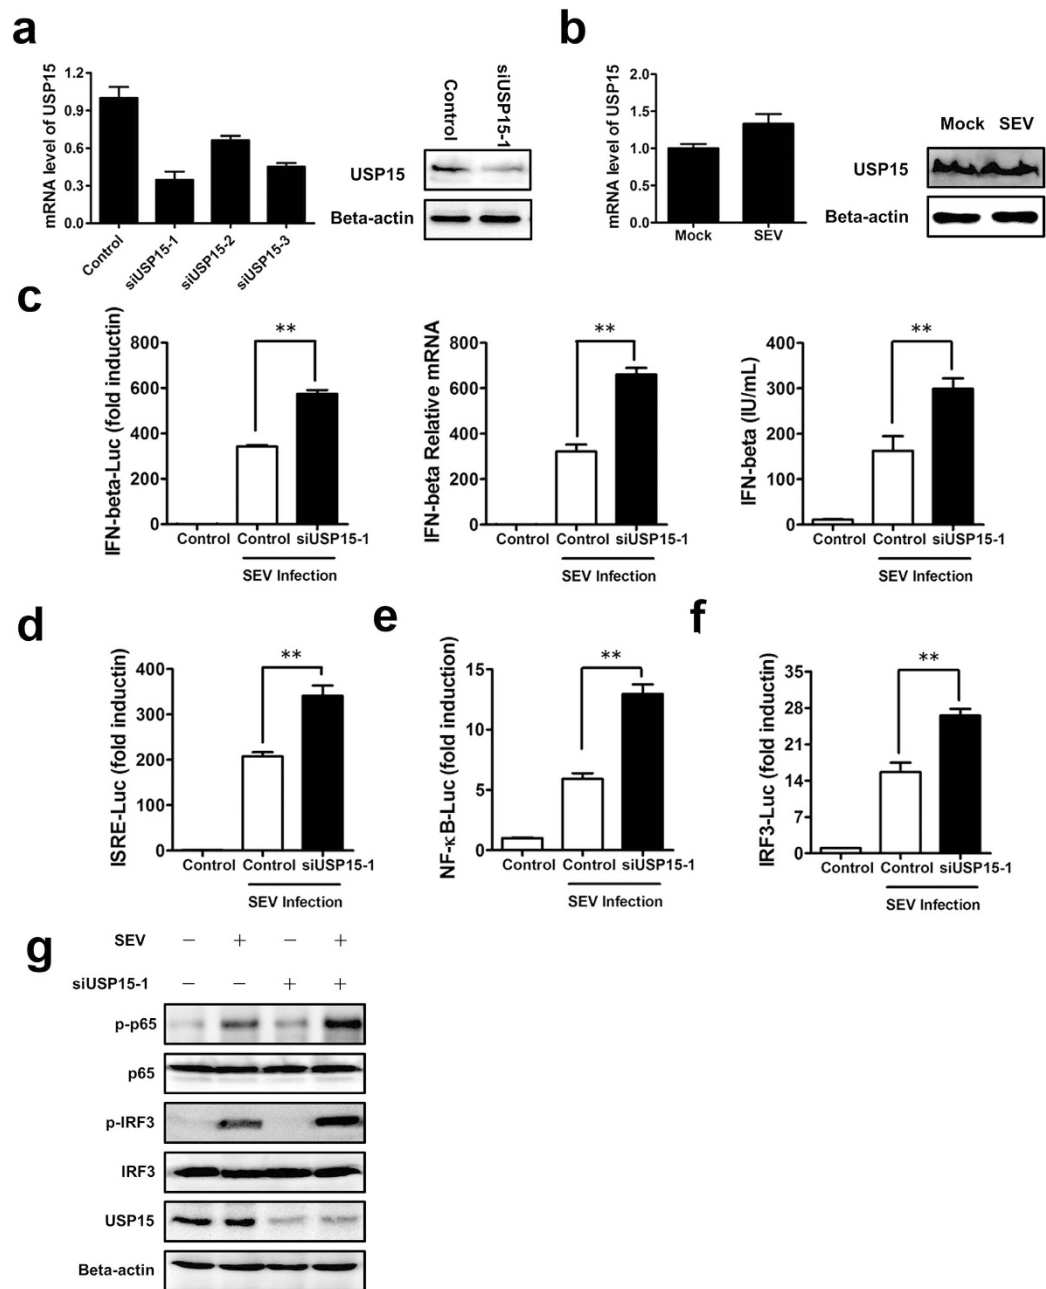 a
mRNA level of USP15
1.2
0.9
0.6
0.3
0.0
Control
siUSP15-1
siUSP15-2
siUSP15-3
Control
siUSP15-1
USP15
Beta-actin
b
mRNA level of USP15
2.0
1.5
1.0
0.5
0.0
Mock
SEV
Mock SEV
USP15
Beta-actin
c
IFN-beta-Luc (fold inductin)
800
600
400
200
0
**
Control Control siUSP15-1
SEV Infection
IFN-beta Relative mRNA
800
600
400
200
0
**
Control Control siUSP15-1
SEV Infection
IFN-beta (IU/mL)
400
300
200
100
0
**
Control Control siUSP15-1
SEV Infection
d
ISRE-Luc (fold inductin)
400
300
200
100
0
**
Control Control siUSP15-1
SEV Infection
e
NF-κB-Luc (fold induction)
15
10
5
0
**
Control Control siUSP15-1
SEV Infection
f
IRF3-Luc (fold inductin)
35
28
21
14
7
0
**
Control Control siUSP15-1
SEV Infection
g
SEV − + − +
siUSP15-1 − − + +
p-p65
p65
p-IRF3
IRF3
USP15
Beta-actin